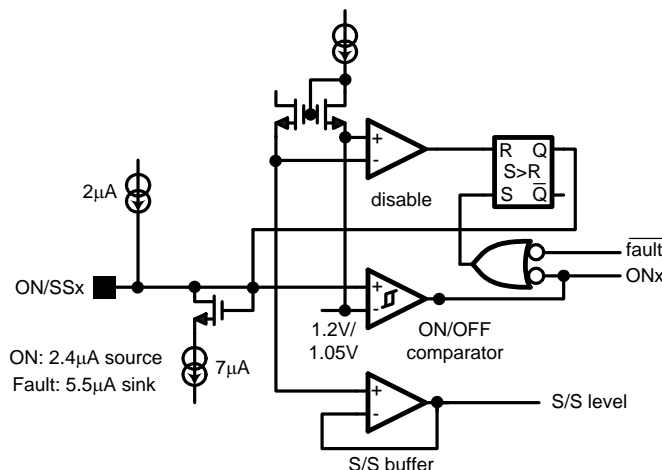 +
-
disable
R Q
S>R
S Q
2µA
fault
ON/SSx
ONx
+
-
1.2V/
1.05V
ON/OFF
comparator
ON: 2.4µA source
Fault: 5.5µA sink
7µA
+
-
S/S level
S/S buffer